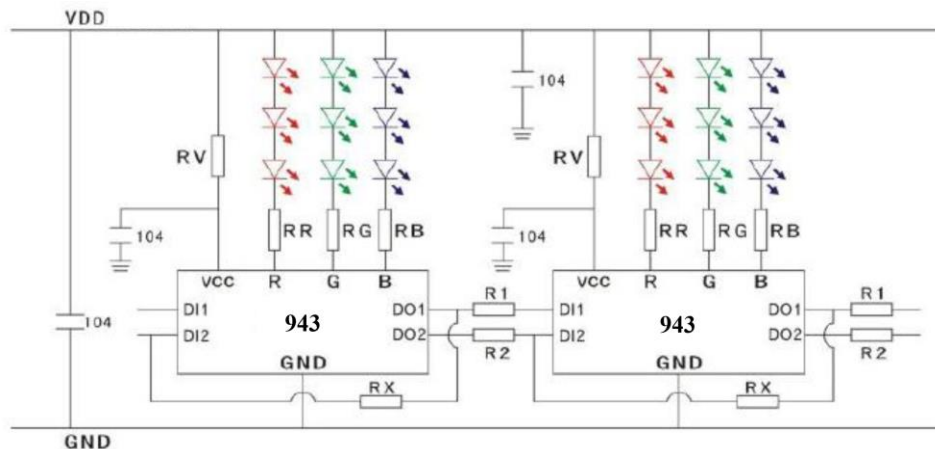 VDD
104
RV RV
RR RG RB RR RG RB
104 104
VCC R G B VCC R G B
DI1 943 DO1 R1 DI1 943 DO1 R1
104 DI2 DO2 R2 DI2 DO2 R2
GND GND
RX RX
GND